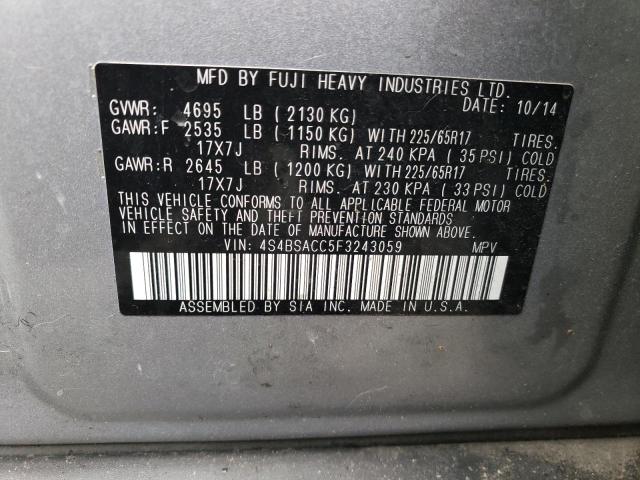 MFD BY FUJI HEAVY INDUSTRIES LTD.
DATE: 10/14
GVWR: 4695 LB (2130 KG)
GAWR:F 2535 LB (1150 KG) WITH 225/65R17 TIRES.
17X7J RIMS. AT 240 KPA (35 PSI) COLD
GAWR:R 2645 LB (1200 KG) WITH 225/65R17 TIRES.
17X7J RIMS. AT 230 KPA (33 PSI) COLD
THIS VEHICLE CONFORMS TO ALL APPLICABLE FEDERAL MOTOR
VEHICLE SAFETY AND THEFT PREVENTION STANDARDS
IN EFFECT ON THE DATE OF MANUFACTURE SHOWN ABOVE.
VIN: 4S4BSACC5F3243059 MPV
ASSEMBLED BY SIA INC. MADE IN U.S.A.